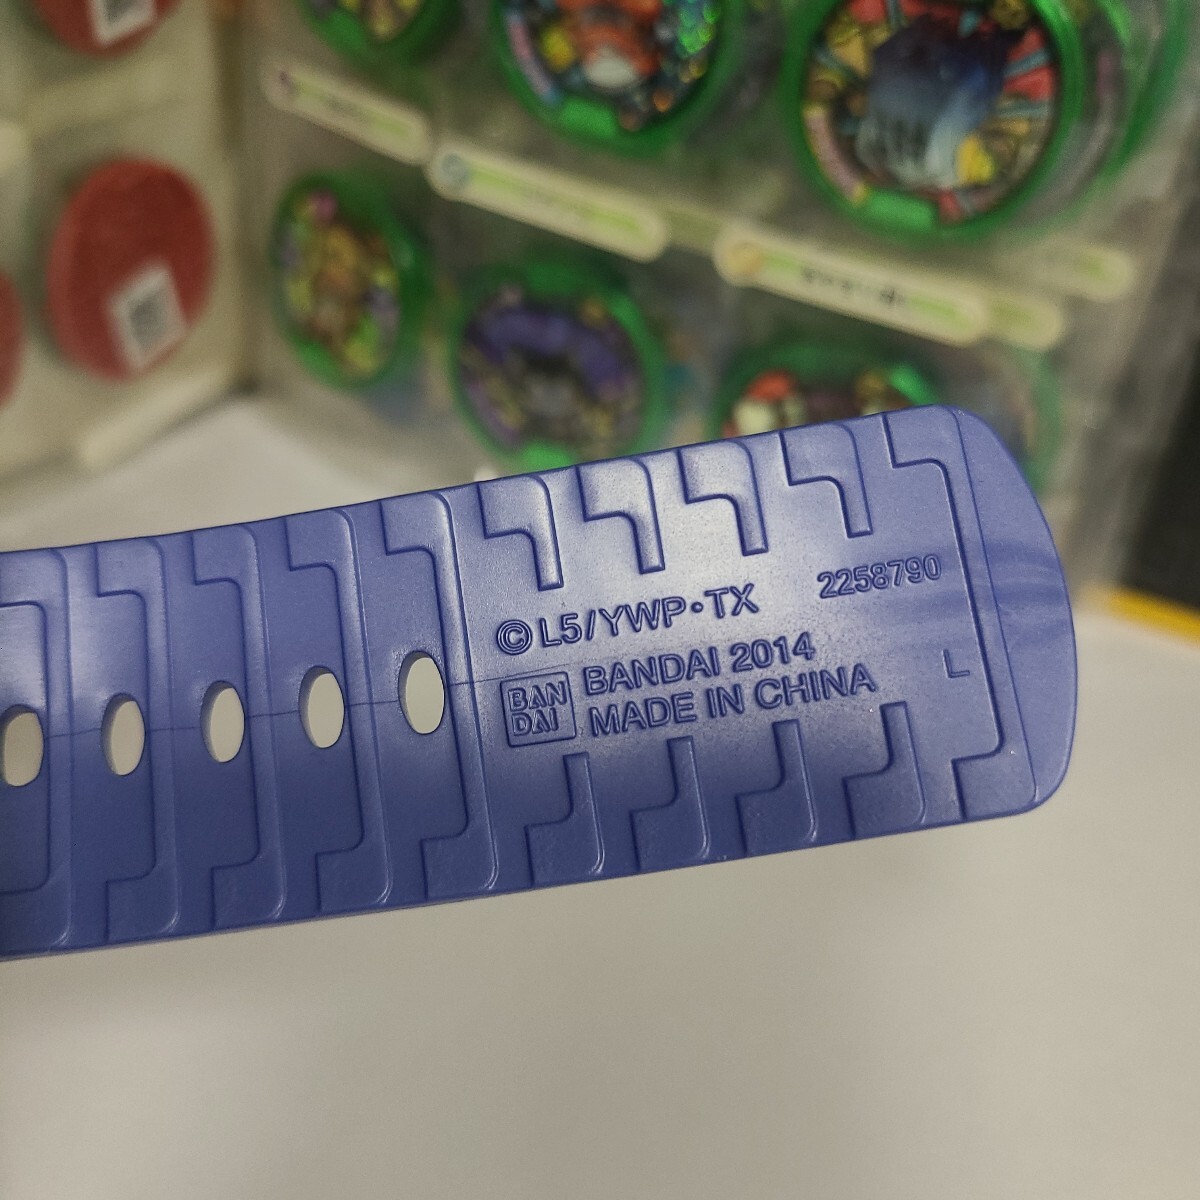 ©L5/YWP•TX
2258790
BAN
DAI
BANDAI 2014
MADE IN CHINA
L